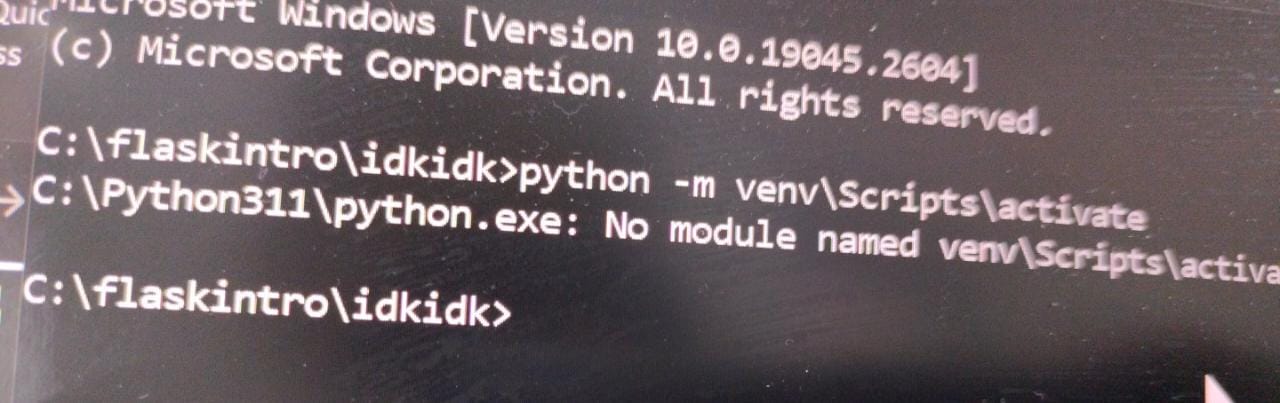 Quic
Microsoft Windows [Version 10.0.19045.2604]
ss
(c) Microsoft Corporation. All rights reserved.
C:\flaskintro\idkidk>python -m venv\Scripts\activate
C:\Python311\python.exe: No module named venv\Scripts\activa
C:\flaskintro\idkidk>